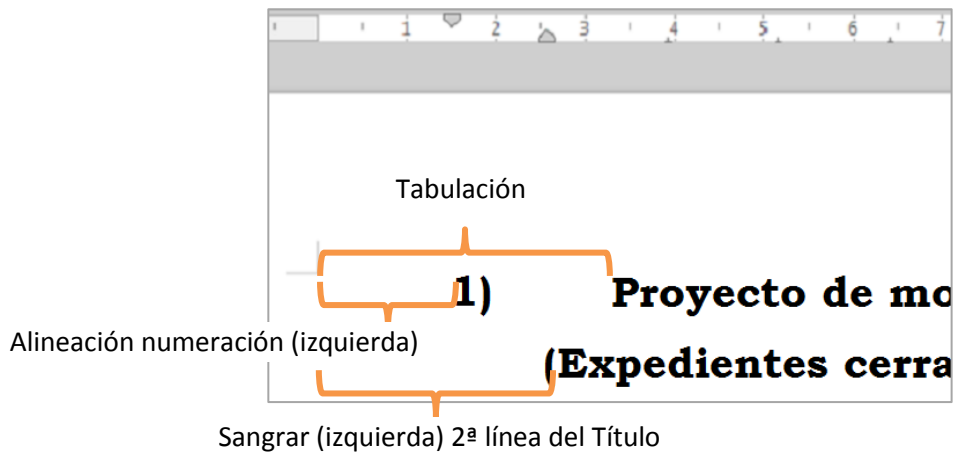 1 2 3 4 5 6 7
Tabulación
1) Proyecto de mo
Alineación numeración (izquierda)
(Expedientes cerra
Sangrar (izquierda) 2ª línea del Título